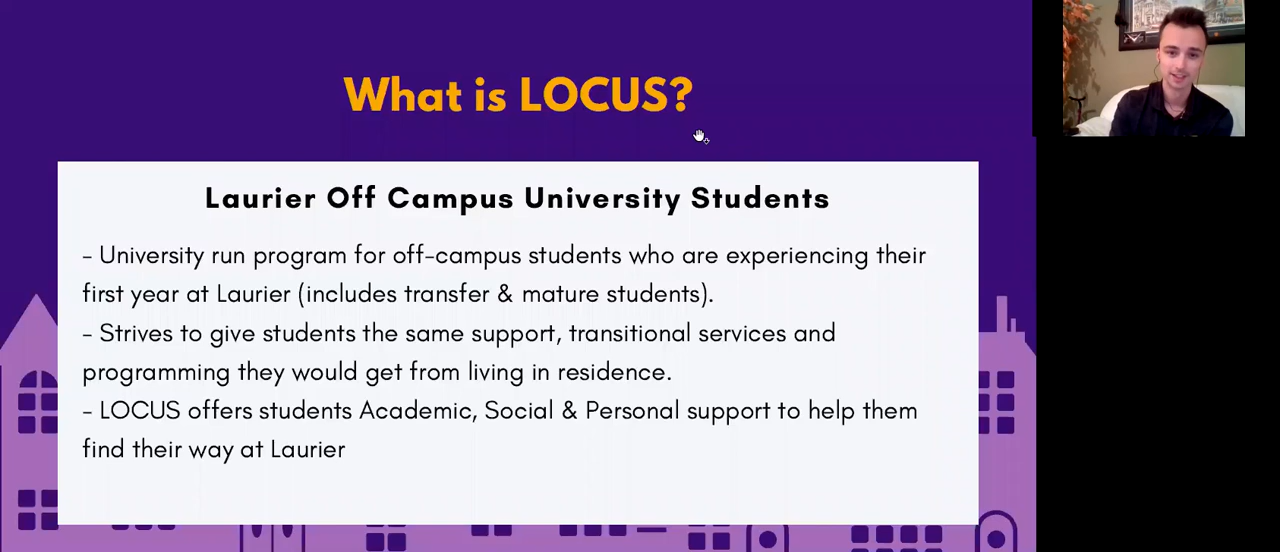 What is LOCUS?
Laurier Off Campus University Students
- University run program for off-campus students who are experiencing their
first year at Laurier (includes transfer & mature students).
- Strives to give students the same support, transitional services and
programming they would get from living in residence.
- LOCUS offers students Academic, Social & Personal support to help them
find their way at Laurier